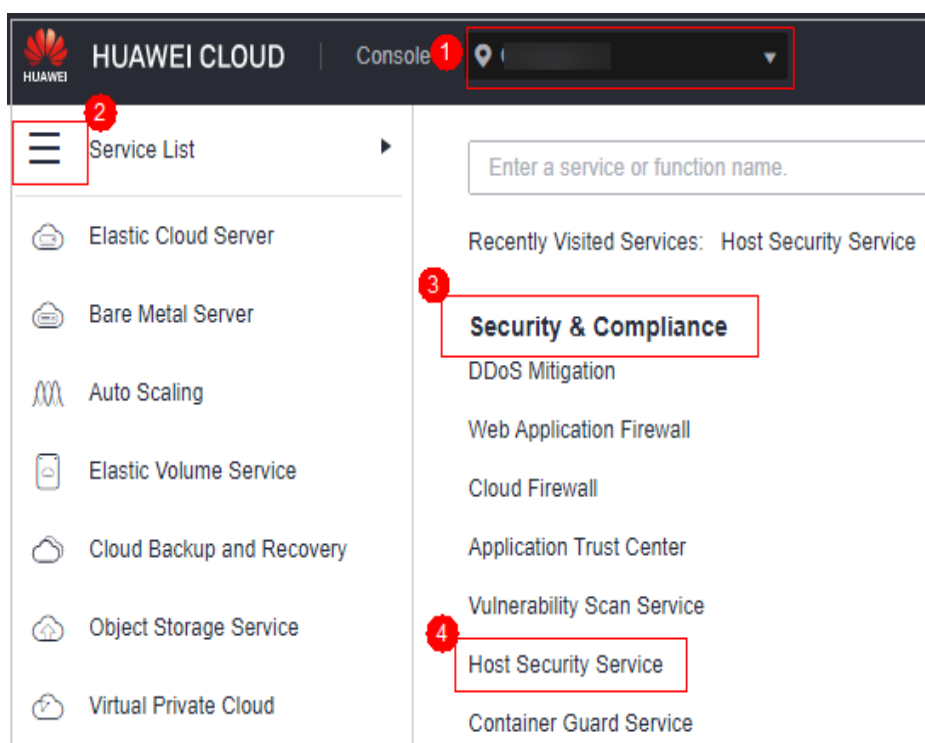 HUAWEI
HUAWEI CLOUD
Console
1
2
Service List
Elastic Cloud Server
Bare Metal Server
Auto Scaling
Elastic Volume Service
Cloud Backup and Recovery
Object Storage Service
Virtual Private Cloud
Enter a service or function name.
Recently Visited Services: Host Security Service
3
Security & Compliance
DDoS Mitigation
Web Application Firewall
Cloud Firewall
Application Trust Center
Vulnerability Scan Service
4
Host Security Service
Container Guard Service